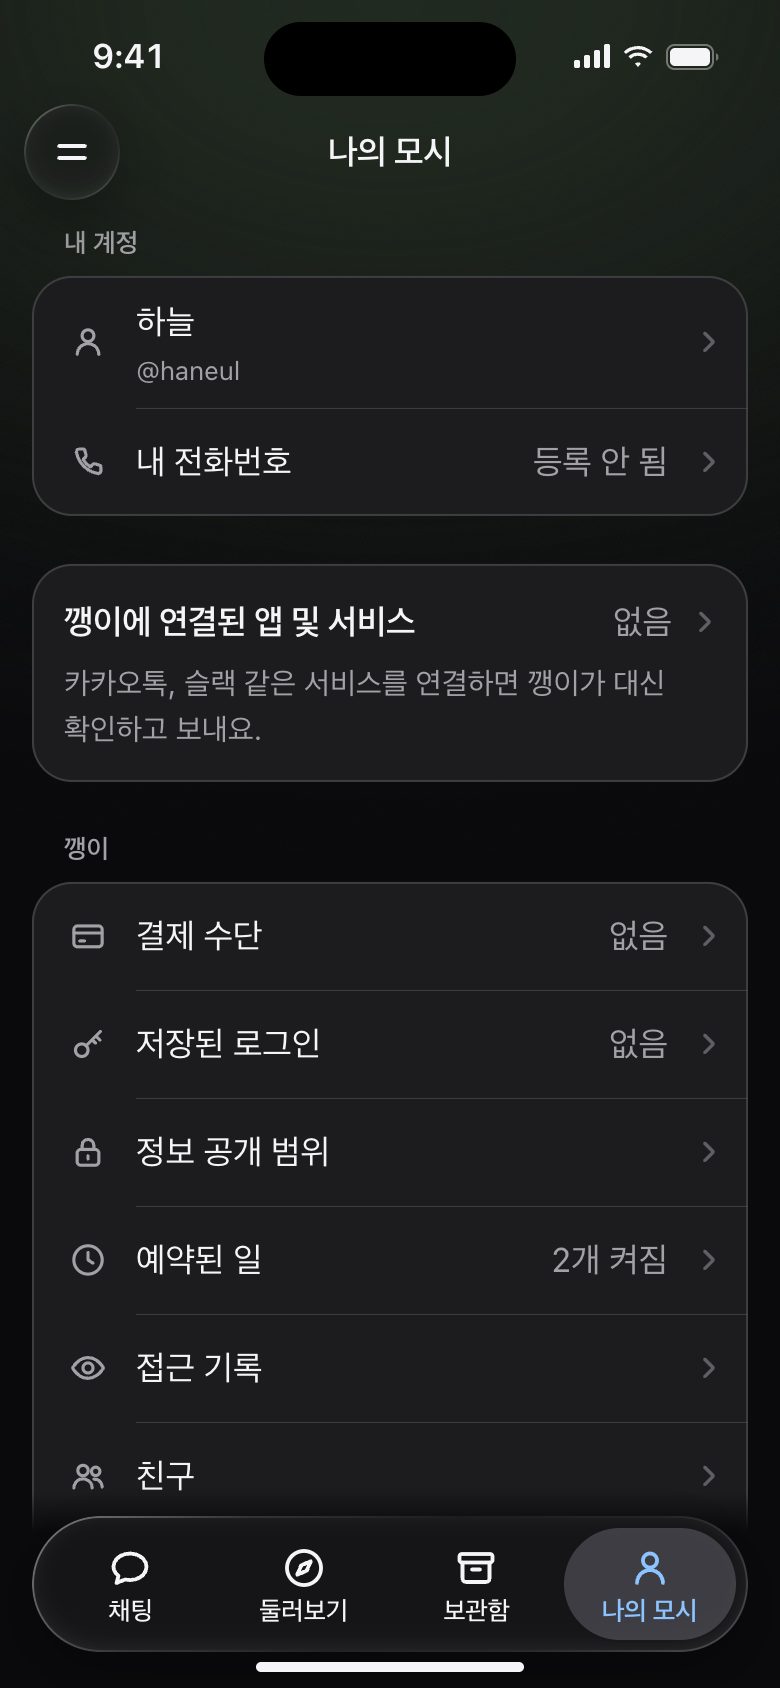 9:41
나의 모시
내 계정
하늘
@haneul
내 전화번호
등록 안 됨
깽이에 연결된 앱 및 서비스
없음
카카오톡, 슬랙 같은 서비스를 연결하면 깽이가 대신
확인하고 보내요.
깽이
결제 수단
없음
저장된 로그인
없음
정보 공개 범위
예약된 일
2개 켜짐
접근 기록
친구
채팅
둘러보기
보관함
나의 모시